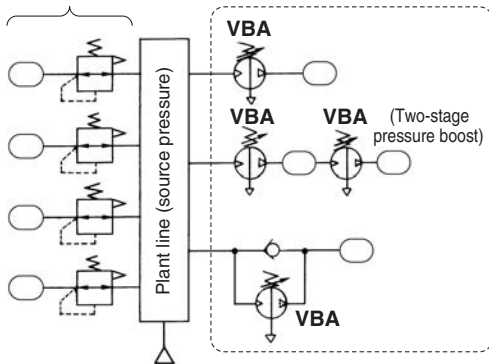 VBA
VBA
VBA
(Two-stage
pressure boost)
Plant line (source pressure)
VBA